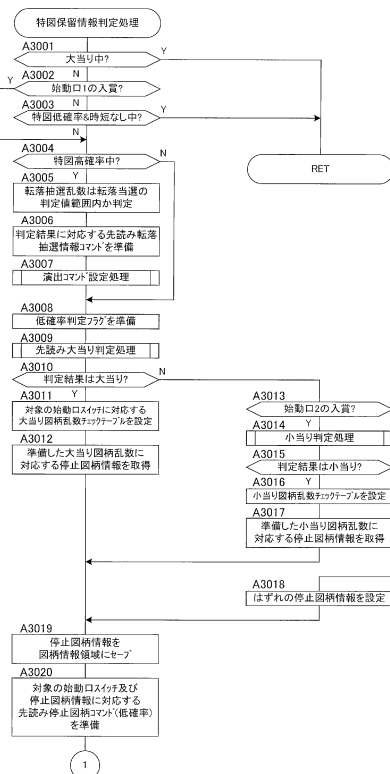 特図保留情報判定処理
A3001
大当り中?
Y
A3002
N
Y
始動口1の入賞?
A3003
N
特図低確率&時短なし中?
Y
N
A3004
特図高確率中?
N
RET
A3005
Y
転落抽選乱数は転落当選の
判定値範囲内か判定
A3006
判定結果に対応する先読み転落
抽選情報コマンドを準備
A3007
演出コマンド設定処理
A3008
低確率判定フラグを準備
A3009
先読み大当り判定処理
A3010
判定結果は大当り?
N
A3011
Y
対象の始動口スイッチに対応する
大当り図柄乱数チェックテーブルを設定
A3012
準備した大当り図柄乱数に
対応する停止図柄情報を取得
A3013
始動口2の入賞?
A3014
Y
小当り判定処理
A3015
判定結果は小当り?
A3016
Y
小当り図柄乱数チェックテーブルを設定
A3017
準備した小当り図柄乱数に
対応する停止図柄情報を取得
A3018
はずれの停止図柄情報を設定
A3019
停止図柄情報を
図柄情報領域にセーブ
A3020
対象の始動口スイッチ及び
停止図柄情報に対応する
先読み停止図柄コマンド(低確率)
を準備
1